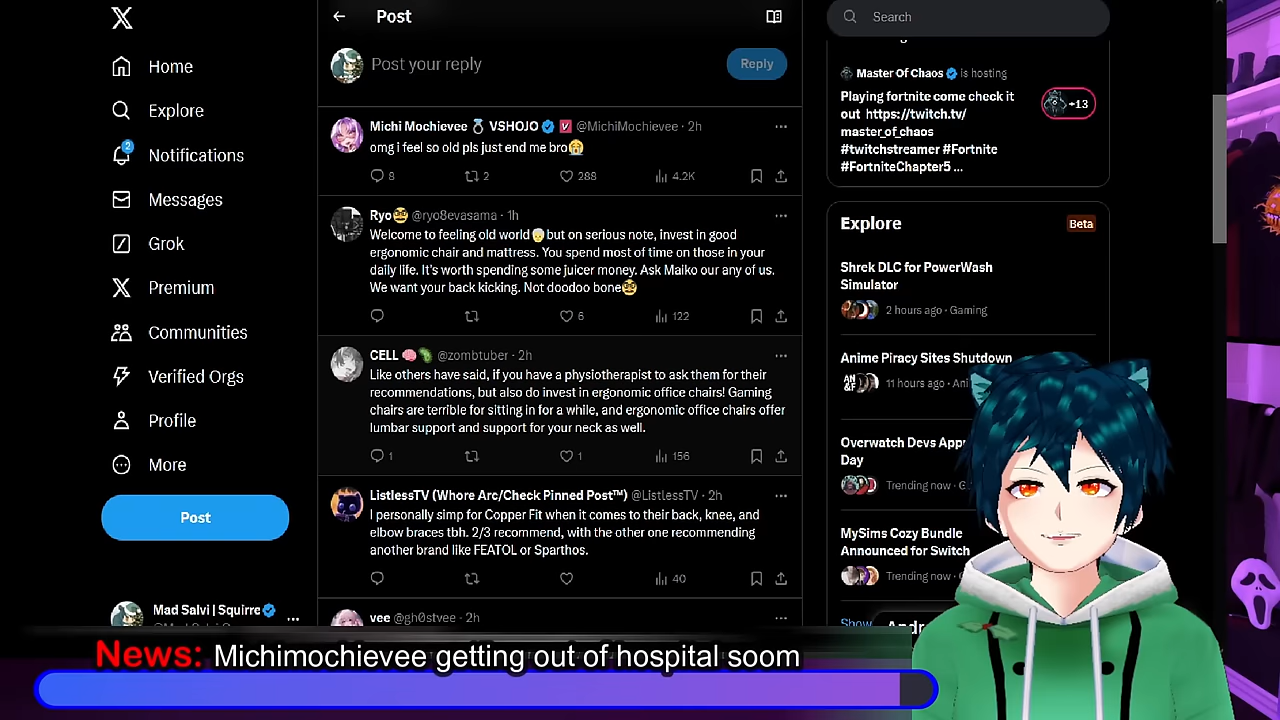 Home
Explore
2
Notifications
Messages
Grok
Premium
Communities
Verified Orgs
Profile
More
Post
Mad Salvi | Squirre
Post
Post your reply
Reply
Michi Mochievee 💍 VSHOJO @MichiMochievee · 2h
omg i feel so old pls just end me bro😭
8 2 288 4.2K
Ryo🥸 @ryo8evasama · 1h
Welcome to feeling old world👴but on serious note, invest in good
ergonomic chair and mattress. You spend most of time on those in your
daily life. It's worth spending some juicer money. Ask Maiko our any of us.
We want your back kicking. Not doodoo bone🥸
6 122
CELL 🧠🦠 @zombtuber · 2h
Like others have said, if you have a physiotherapist to ask them for their
recommendations, but also do invest in ergonomic office chairs! Gaming
chairs are terrible for sitting in for a while, and ergonomic office chairs offer
lumbar support and support for your neck as well.
1 1 156
ListlessTV (Whore Arc/Check Pinned Post™) @ListlessTV · 2h
I personally simp for Copper Fit when it comes to their back, knee, and
elbow braces tbh. 2/3 recommend, with the other one recommending
another brand like FEATOL or Sparthos.
40
vee @gh0stvee · 2h
Search
Master Of Chaos is hosting
Playing fortnite come check it
out https://twitch.tv/
master_of_chaos
#twitchstreamer #Fortnite
#FortniteChapter5 ...
+13
Explore
Beta
Shrek DLC for PowerWash
Simulator
2 hours ago · Gaming
Anime Piracy Sites Shutdown
11 hours ago · Ani
Overwatch Devs App
Day
Trending now · G
MySims Cozy Bundle
Announced for Switch
Trending now ·
Show
Andr
News: Michimochievee getting out of hospital soom